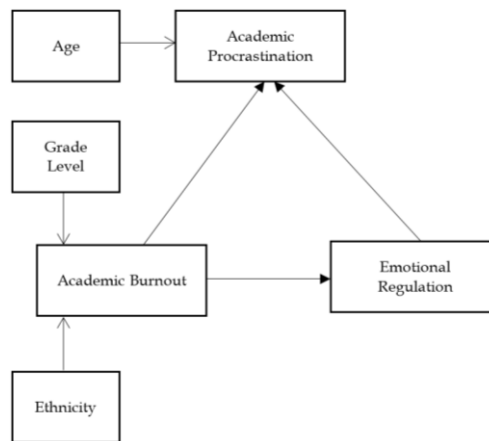 Age
Academic
Procrastination
Grade
Level
Academic Burnout
Emotional
Regulation
Ethnicity